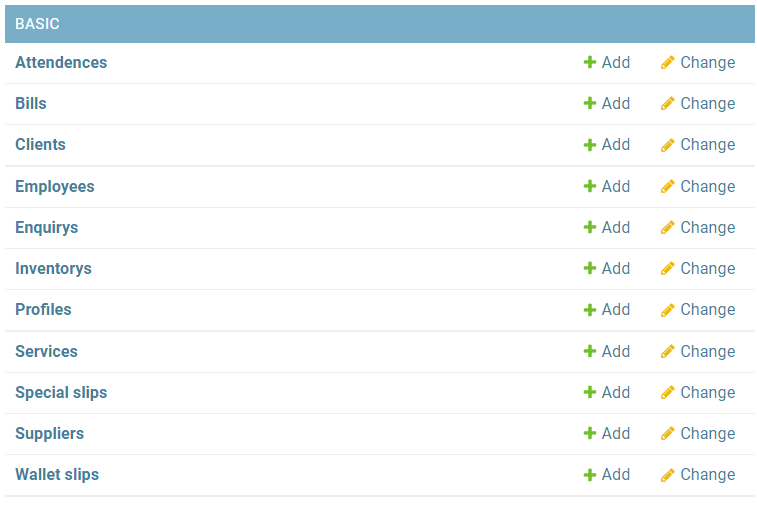 BASIC
Attendences Add Change
Bills Add Change
Clients Add Change
Employees Add Change
Enquirys Add Change
Inventorys Add Change
Profiles Add Change
Services Add Change
Special slips Add Change
Suppliers Add Change
Wallet slips Add Change